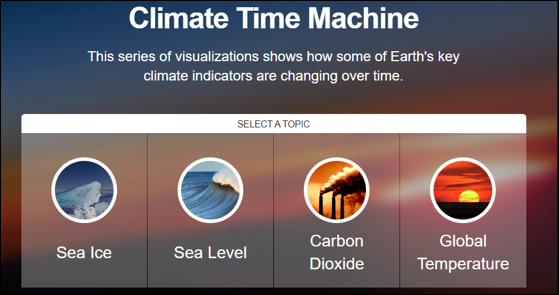 Climate Time Machine
This series of visualizations shows how some of Earth's key
climate indicators are changing over time.
SELECT A TOPIC
Sea Ice
Sea Level
Carbon
Dioxide
Global
Temperature